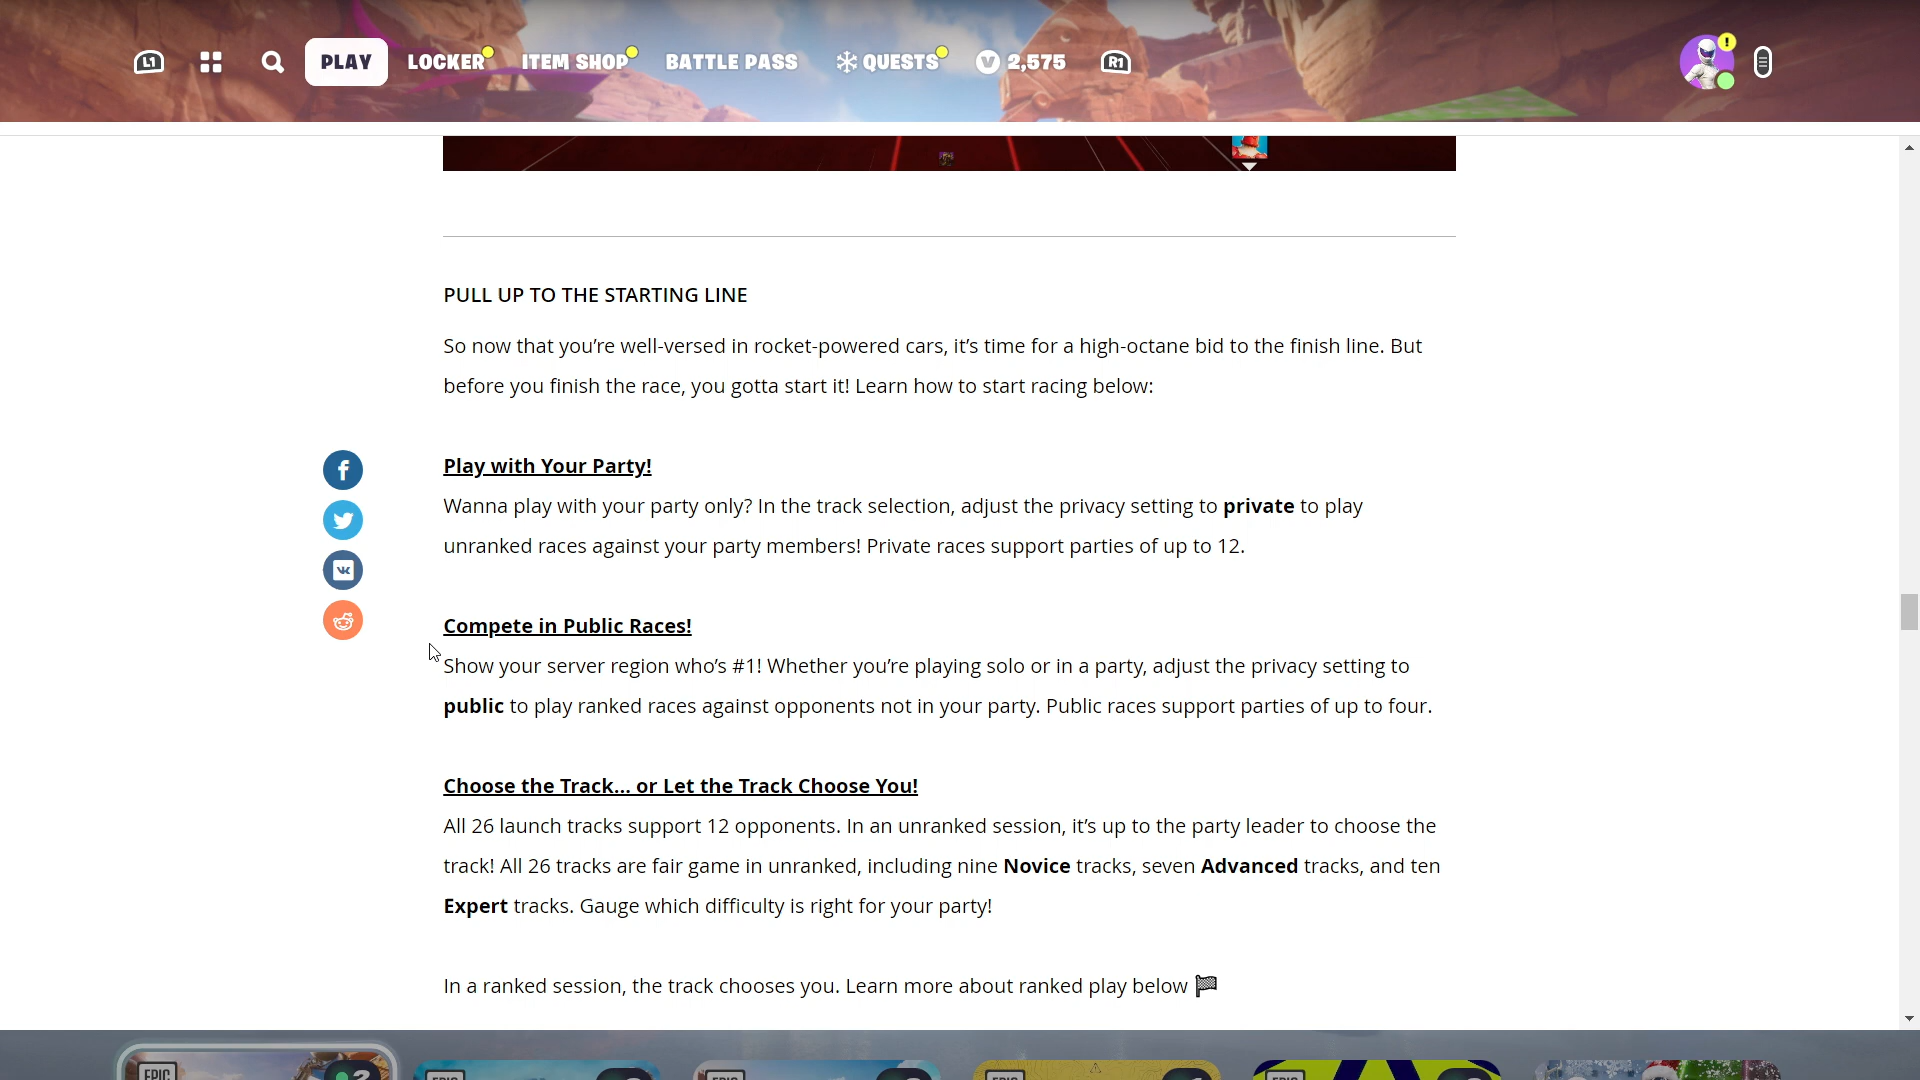 L1 PLAY LOCKER ITEM SHOP BATTLE PASS QUESTS V 2,575 R1 !
PULL UP TO THE STARTING LINE
So now that you're well-versed in rocket-powered cars, it's time for a high-octane bid to the finish line. But
before you finish the race, you gotta start it! Learn how to start racing below:
Play with Your Party!
Wanna play with your party only? In the track selection, adjust the privacy setting to private to play
unranked races against your party members! Private races support parties of up to 12.
Compete in Public Races!
Show your server region who's #1! Whether you're playing solo or in a party, adjust the privacy setting to
public to play ranked races against opponents not in your party. Public races support parties of up to four.
Choose the Track... or Let the Track Choose You!
All 26 launch tracks support 12 opponents. In an unranked session, it's up to the party leader to choose the
track! All 26 tracks are fair game in unranked, including nine Novice tracks, seven Advanced tracks, and ten
Expert tracks. Gauge which difficulty is right for your party!
In a ranked session, the track chooses you. Learn more about ranked play below
EPIC EPIC EPIC EPIC EPIC